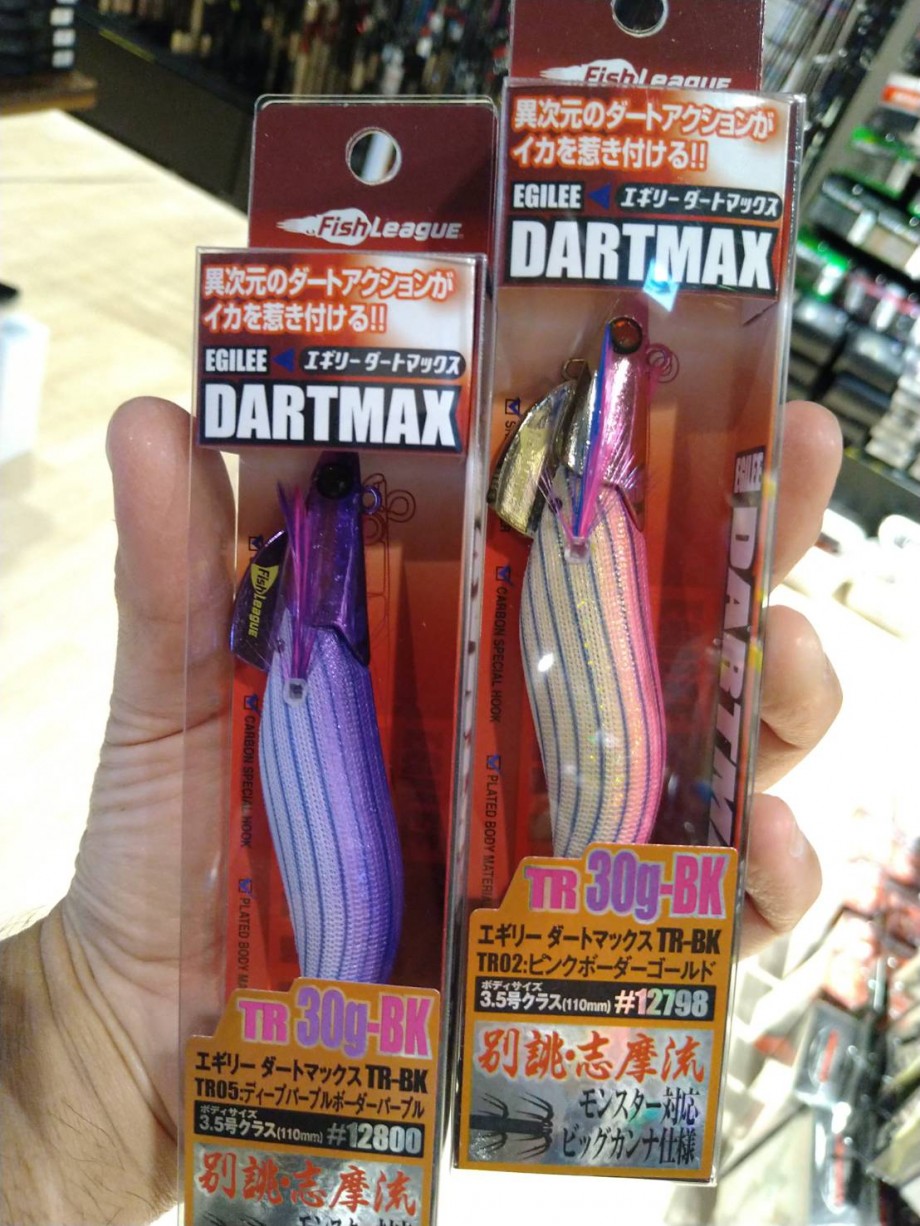 FishLeague
異次元のダートアクションが
イカを惹き付ける!!
EGILEE
エギリー ダートマックス
DARTMAX
FishLeague
CARBON SPECIAL HOOK
PLATED BODY
TR 30g-BK
エギリー ダートマックス TR-BK
TR05:ディープパープルボーダーパープル
ボディサイズ
3.5号クラス(110mm) #12800
別誂・志摩流
FishLeague
異次元のダートアクションが
イカを惹き付ける!!
EGILEE
エギリー ダートマックス
DARTMAX
EGILEE
CARBON SPECIAL HOOK
PLATED BODY
TR 30g-BK
エギリー ダートマックス TR-BK
TR02:ピンクボーダーゴールド
ボディサイズ
3.5号クラス(110mm) #12798
別誂・志摩流
モンスター対応
ビッグカンナ仕様